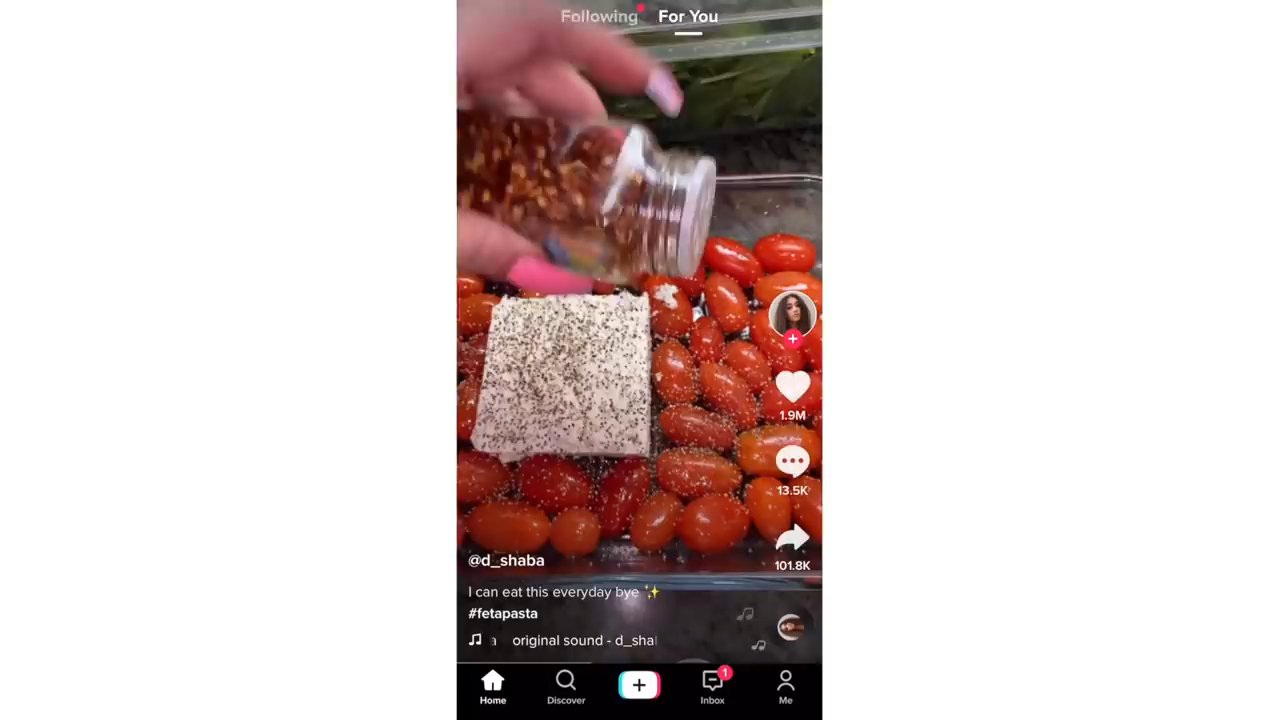 Following For You
1.9M
13.5K
@d_shaba
101.8K
I can eat this everyday bye ✨
#fetapasta
a original sound - d_sha
Home Discover Inbox 1 Me